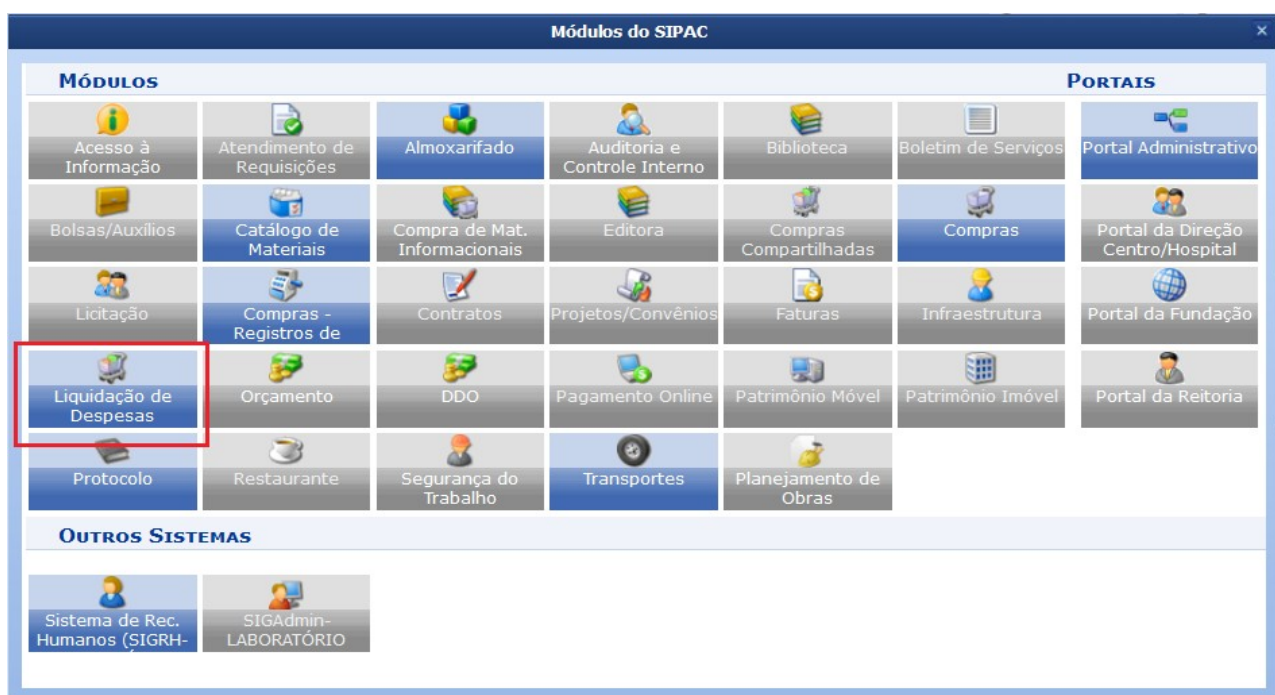 Módulos do SIPAC
MÓDULOS
PORTAIS
Acesso à
Informação
Atendimento de
Requisições
Almoxarifado
Auditoria e
Controle Interno
Biblioteca
Boletim de Serviços
Portal Administrativo
Bolsas/Auxílios
Catálogo de
Materiais
Compra de Mat.
Informacionais
Editora
Compras
Compartilhadas
Compras
Portal da Direção
Centro/Hospital
Licitação
Compras -
Registros de
Contratos
Projetos/Convênios
Faturas
Infraestrutura
Portal da Fundação
Liquidação de
Despesas
Orçamento
DDO
Pagamento Online
Patrimônio Móvel
Patrimônio Imóvel
Portal da Reitoria
Protocolo
Restaurante
Segurança do
Trabalho
Transportes
Planejamento de
Obras
OUTROS SISTEMAS
Sistema de Rec.
Humanos (SIGRH-
SIGAdmin-
LABORATÓRIO